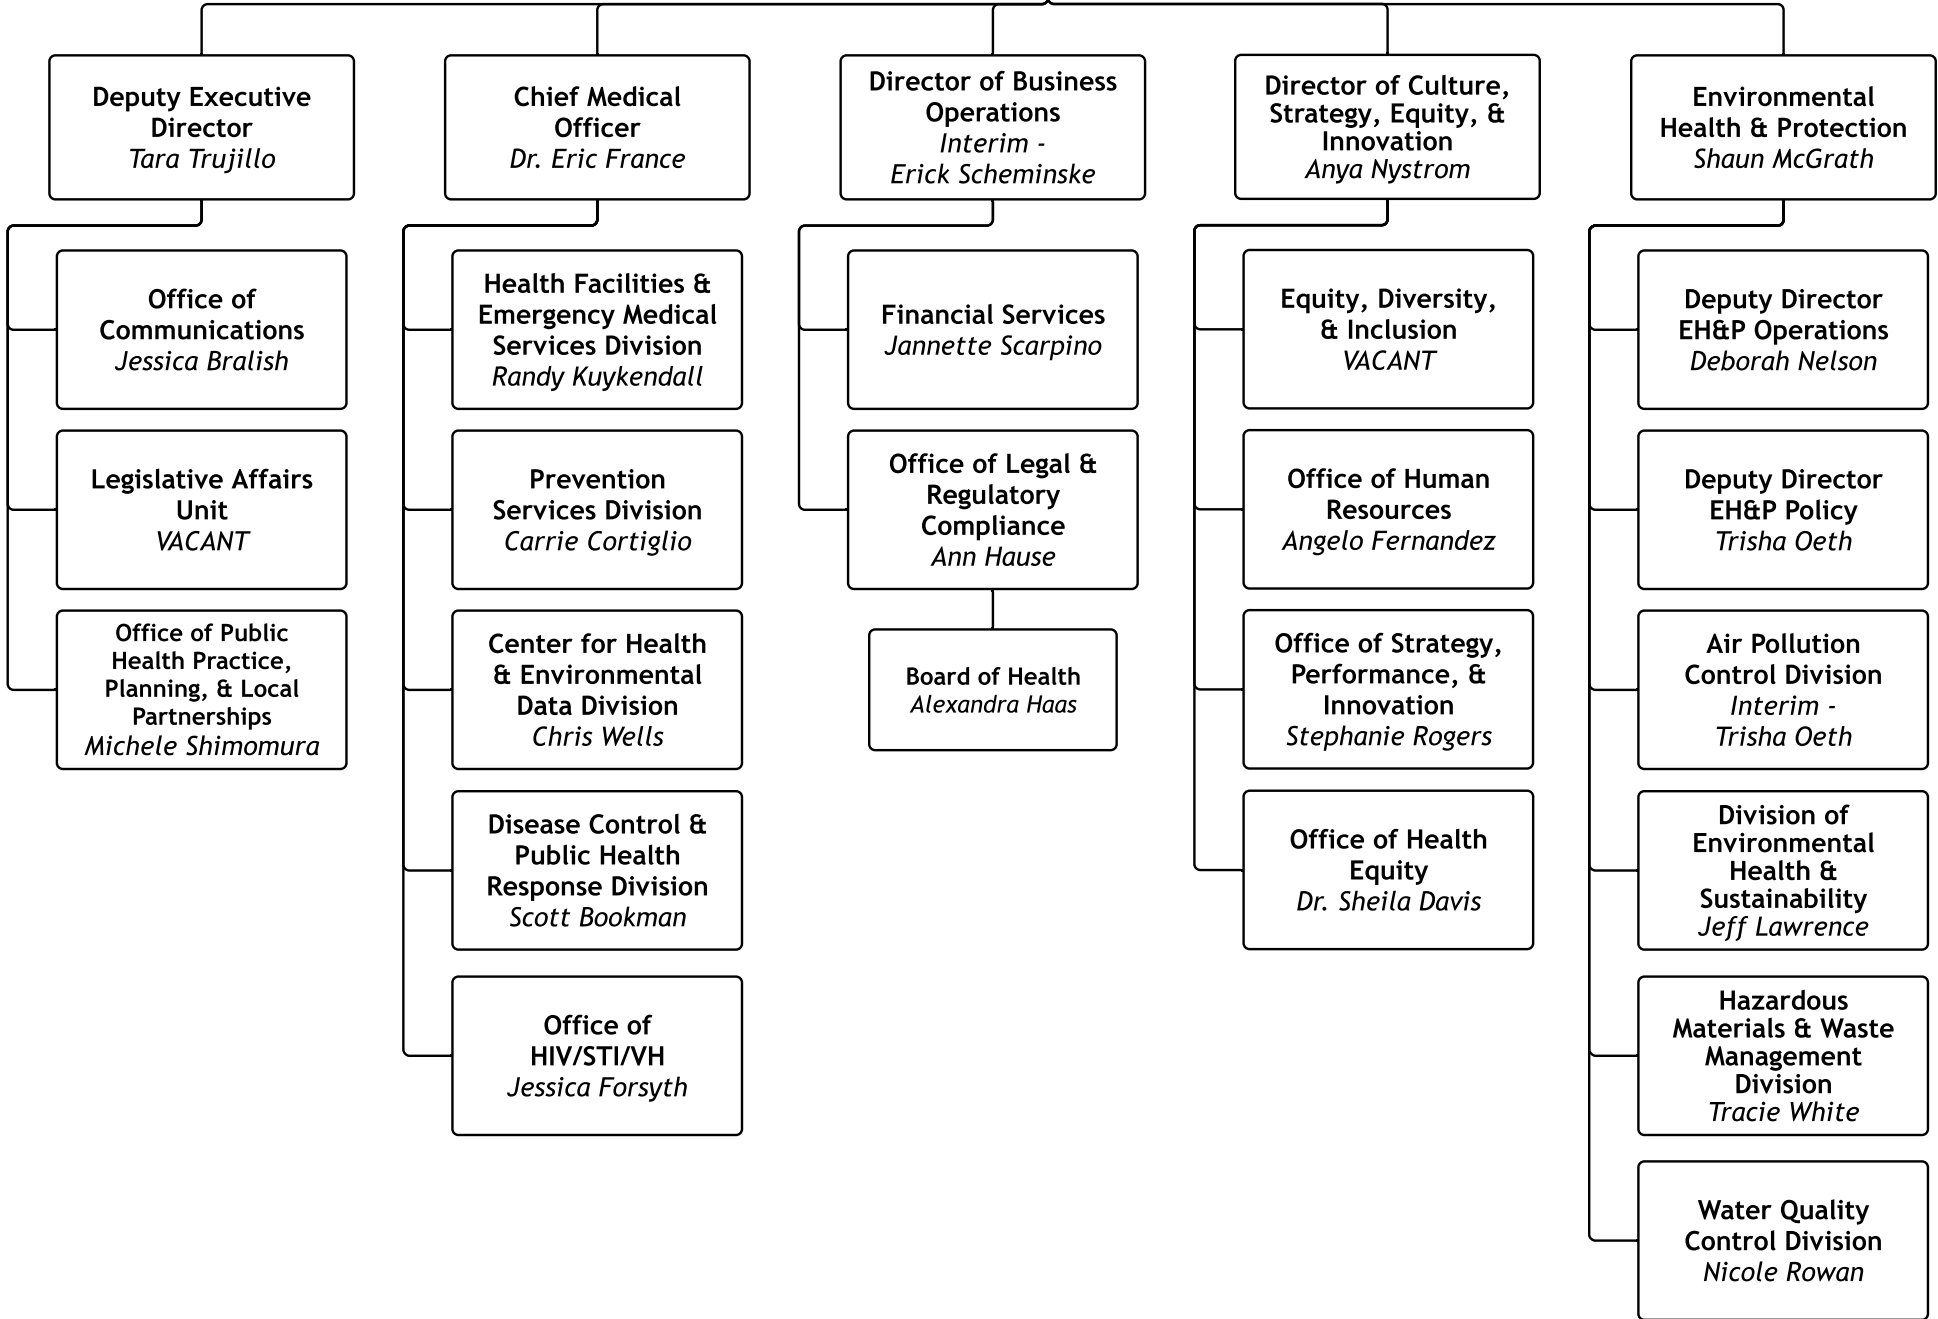 Deputy Executive
Director
Tara Trujillo
Office of
Communications
Jessica Bralish
Legislative Affairs
Unit
VACANT
Office of Public
Health Practice,
Planning, & Local
Partnerships
Michele Shimomura
Chief Medical
Officer
Dr. Eric France
Health Facilities &
Emergency Medical
Services Division
Randy Kuykendall
Prevention
Services Division
Carrie Cortiglio
Center for Health
& Environmental
Data Division
Chris Wells
Disease Control &
Public Health
Response Division
Scott Bookman
Office of
HIV/STI/VH
Jessica Forsyth
Director of Business
Operations
Interim -
Erick Scheminske
Financial Services
Jannette Scarpino
Office of Legal &
Regulatory
Compliance
Ann Hause
Board of Health
Alexandra Haas
Director of Culture,
Strategy, Equity, &
Innovation
Anya Nystrom
Equity, Diversity,
& Inclusion
VACANT
Office of Human
Resources
Angelo Fernandez
Office of Strategy,
Performance, &
Innovation
Stephanie Rogers
Office of Health
Equity
Dr. Sheila Davis
Environmental
Health & Protection
Shaun McGrath
Deputy Director
EH&P Operations
Deborah Nelson
Deputy Director
EH&P Policy
Trisha Oeth
Air Pollution
Control Division
Interim -
Trisha Oeth
Division of
Environmental
Health &
Sustainability
Jeff Lawrence
Hazardous
Materials & Waste
Management
Division
Tracie White
Water Quality
Control Division
Nicole Rowan